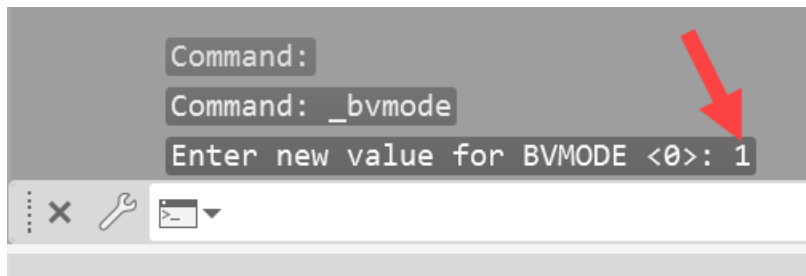 Command:
Command: _bvmode
Enter new value for BVMODE <0>: 1